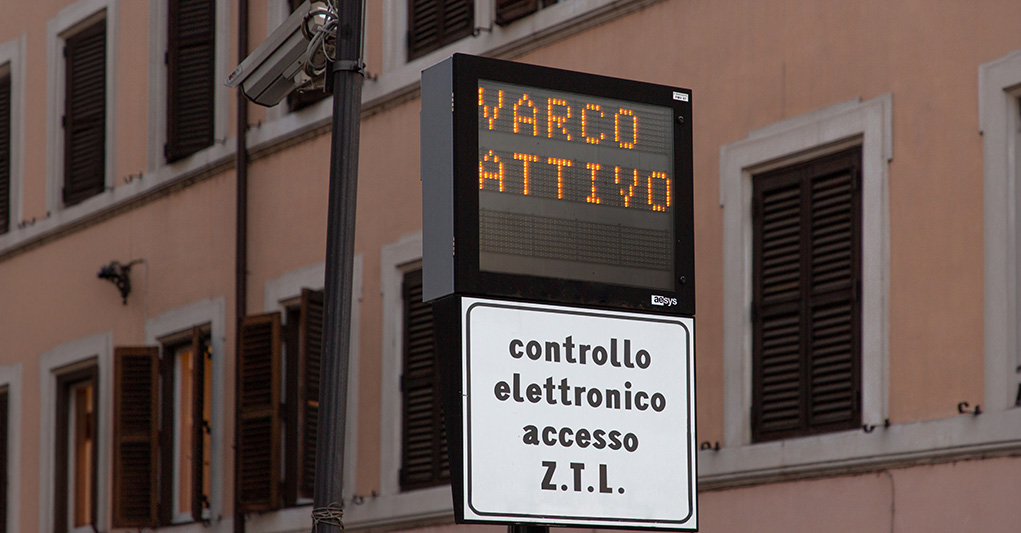 VARCO
ATTIVO
aesys
controllo
elettronico
accesso
Z.T.L.